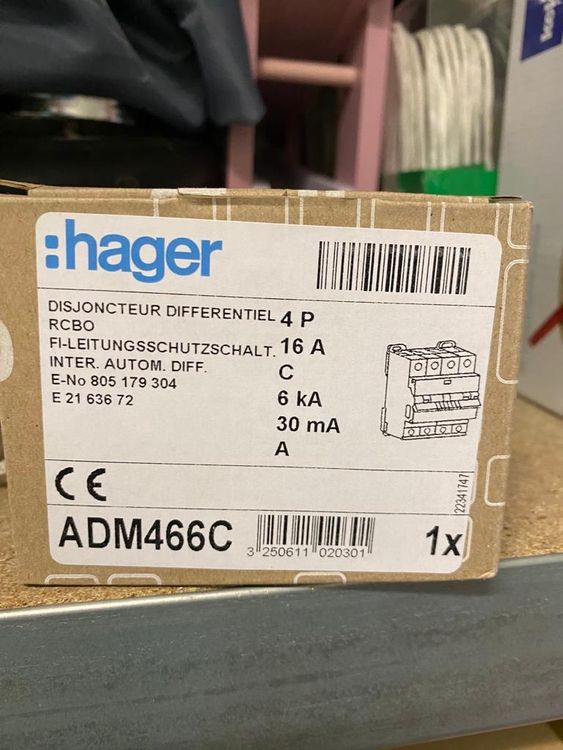 :hager
DISJONCTEUR DIFFERENTIEL 4 P
RCBO
FI-LEITUNGSSCHUTZSCHALT. 16 A
INTER. AUTOM. DIFF. C
E-No 805 179 304 6 kA
E 21 636 72 30 mA
A
22341747
CE
ADM466C
3 250611 020301
1x